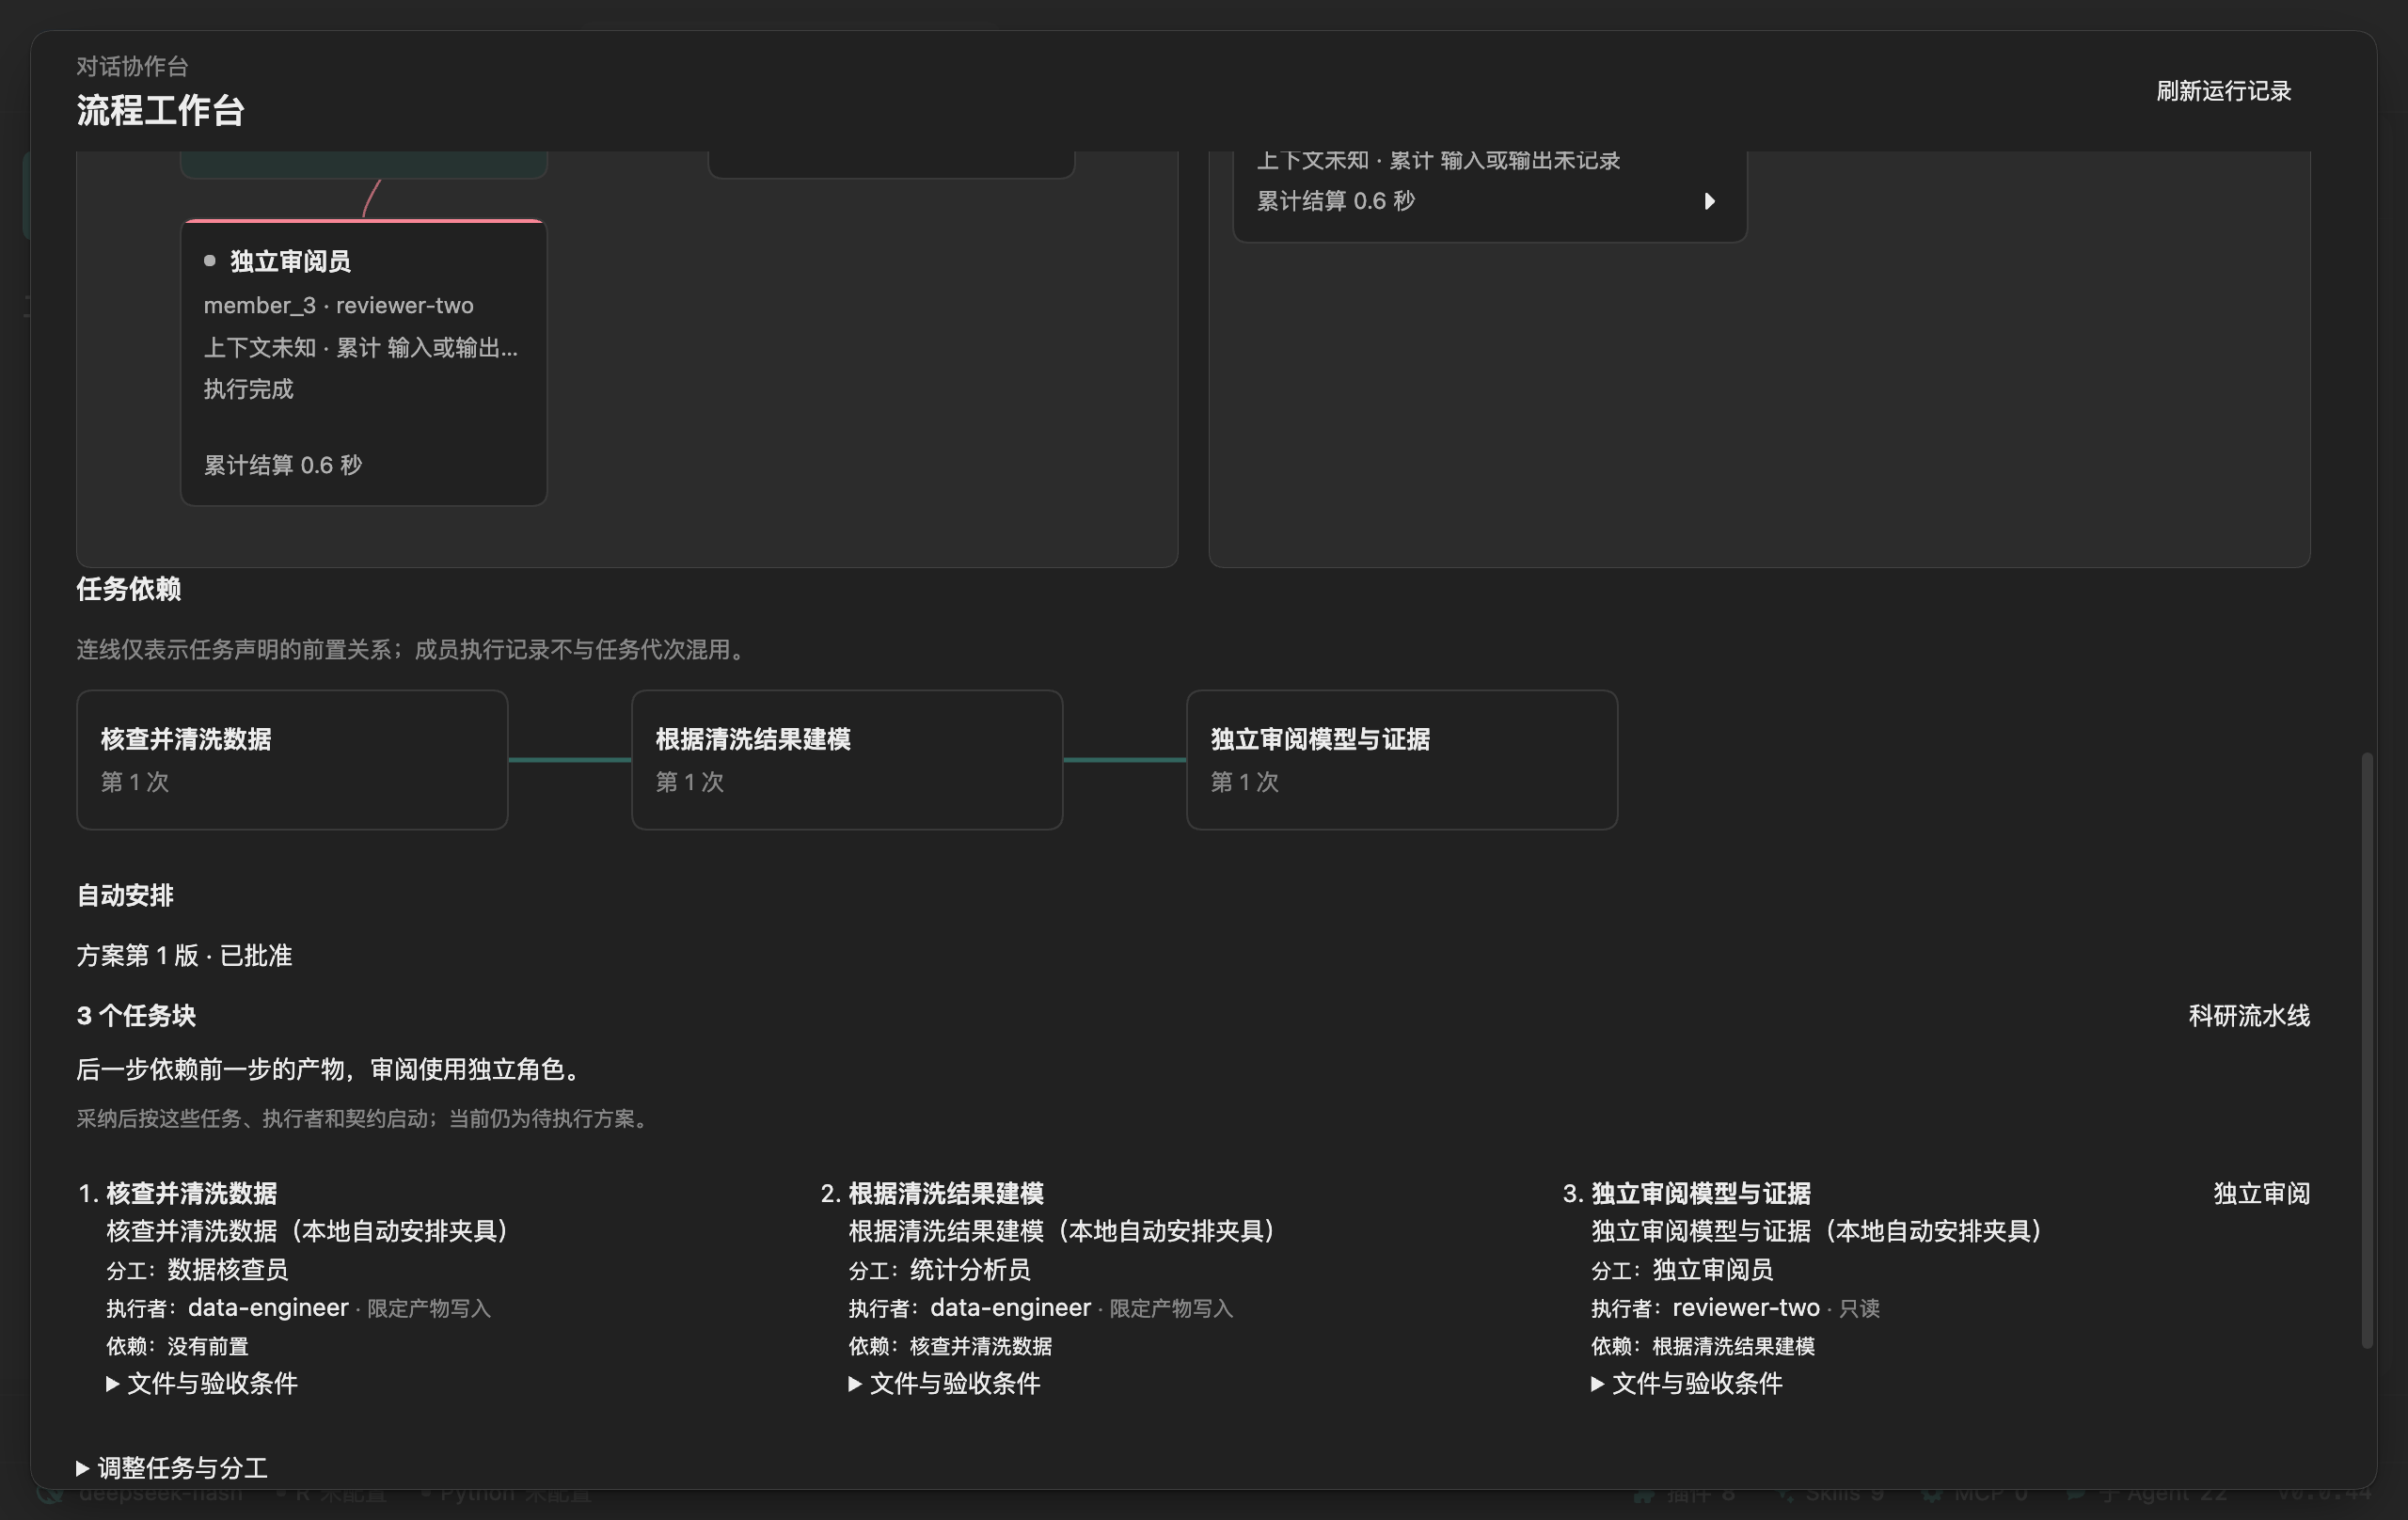 对话协作台
流程工作台
刷新运行记录
上下文未知 · 累计 输入或输出未记录
累计结算 0.6 秒
独立审阅员
member_3 · reviewer-two
上下文未知 · 累计 输入或输出...
执行完成
累计结算 0.6 秒
任务依赖
连线仅表示任务声明的前置关系；成员执行记录不与任务代次混用。
核查并清洗数据
第 1 次
根据清洗结果建模
第 1 次
独立审阅模型与证据
第 1 次
自动安排
方案第 1 版 · 已批准
3 个任务块
科研流水线
后一步依赖前一步的产物，审阅使用独立角色。
采纳后按这些任务、执行者和契约启动；当前仍为待执行方案。
1. 核查并清洗数据
核查并清洗数据（本地自动安排夹具）
分工：数据核查员
执行者：data-engineer · 限定产物写入
依赖：没有前置
▶ 文件与验收条件
2. 根据清洗结果建模
根据清洗结果建模（本地自动安排夹具）
分工：统计分析员
执行者：data-engineer · 限定产物写入
依赖：核查并清洗数据
▶ 文件与验收条件
3. 独立审阅模型与证据
独立审阅
独立审阅模型与证据（本地自动安排夹具）
分工：独立审阅员
执行者：reviewer-two · 只读
依赖：根据清洗结果建模
▶ 文件与验收条件
▶ 调整任务与分工
R 未配置
Python 未配置
插件 8
Skills 9
MCP 0
子 Agent 22